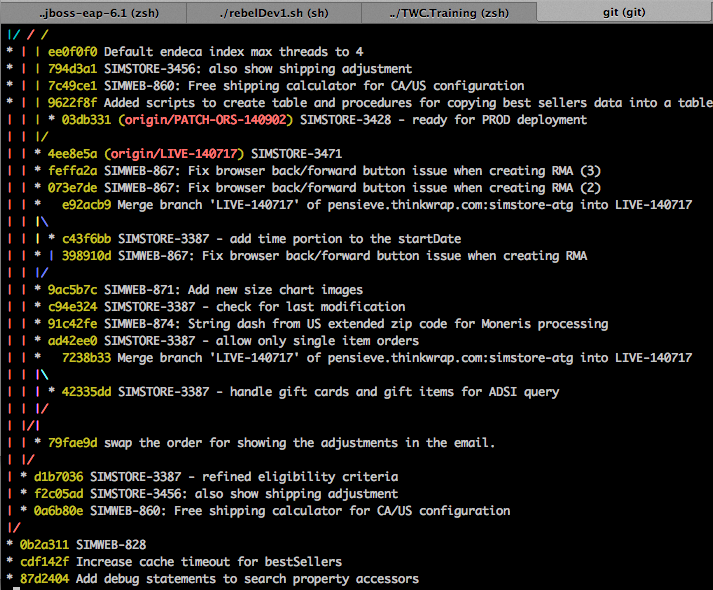 ..jboss-eap-6.1 (zsh) ./rebelDev1.sh (sh) ../TWC.Training (zsh) git (git)
|/ / /
* | | ee0f0f0 Default endeca index max threads to 4
* | | 794d3a1 SIMSTORE-3456: also show shipping adjustment
* | | 7c49ce1 SIMWEB-860: Free shipping calculator for CA/US configuration
* | | 9622f8f Added scripts to create table and procedures for copying best sellers data into a table
| | | * 03db331 (origin/PATCH-ORS-140902) SIMSTORE-3428 - ready for PROD deployment
| | |/
| | * 4ee8e5a (origin/LIVE-140717) SIMSTORE-3471
| | * feffa2a SIMWEB-867: Fix browser back/forward button issue when creating RMA (3)
| | * 073e7de SIMWEB-867: Fix browser back/forward button issue when creating RMA (2)
| | *   e92acb9 Merge branch 'LIVE-140717' of pensieve.thinkwrap.com:simstore-atg into LIVE-140717
| | |\
| | | * c43f6bb SIMSTORE-3387 - add time portion to the startDate
| | * | 398910d SIMWEB-867: Fix browser back/forward button issue when creating RMA
| | |/
| | * 9ac5b7c SIMWEB-871: Add new size chart images
| | * c94e324 SIMSTORE-3387 - check for last modification
| | * 91c42fe SIMWEB-874: String dash from US extended zip code for Moneris processing
| | * ad42ee0 SIMSTORE-3387 - allow only single item orders
| | *   7238b33 Merge branch 'LIVE-140717' of pensieve.thinkwrap.com:simstore-atg into LIVE-140717
| | |\
| | | * 42335dd SIMSTORE-3387 - handle gift cards and gift items for ADSI query
| | |/
| |/|
| | * 79fae9d swap the order for showing the adjustments in the email.
| |/
| * d1b7036 SIMSTORE-3387 - refined eligibility criteria
| * f2c05ad SIMSTORE-3456: also show shipping adjustment
| * 0a6b80e SIMWEB-860: Free shipping calculator for CA/US configuration
|/
* 0b2a311 SIMWEB-828
* cdf142f Increase cache timeout for bestSellers
* 87d2404 Add debug statements to search property accessors